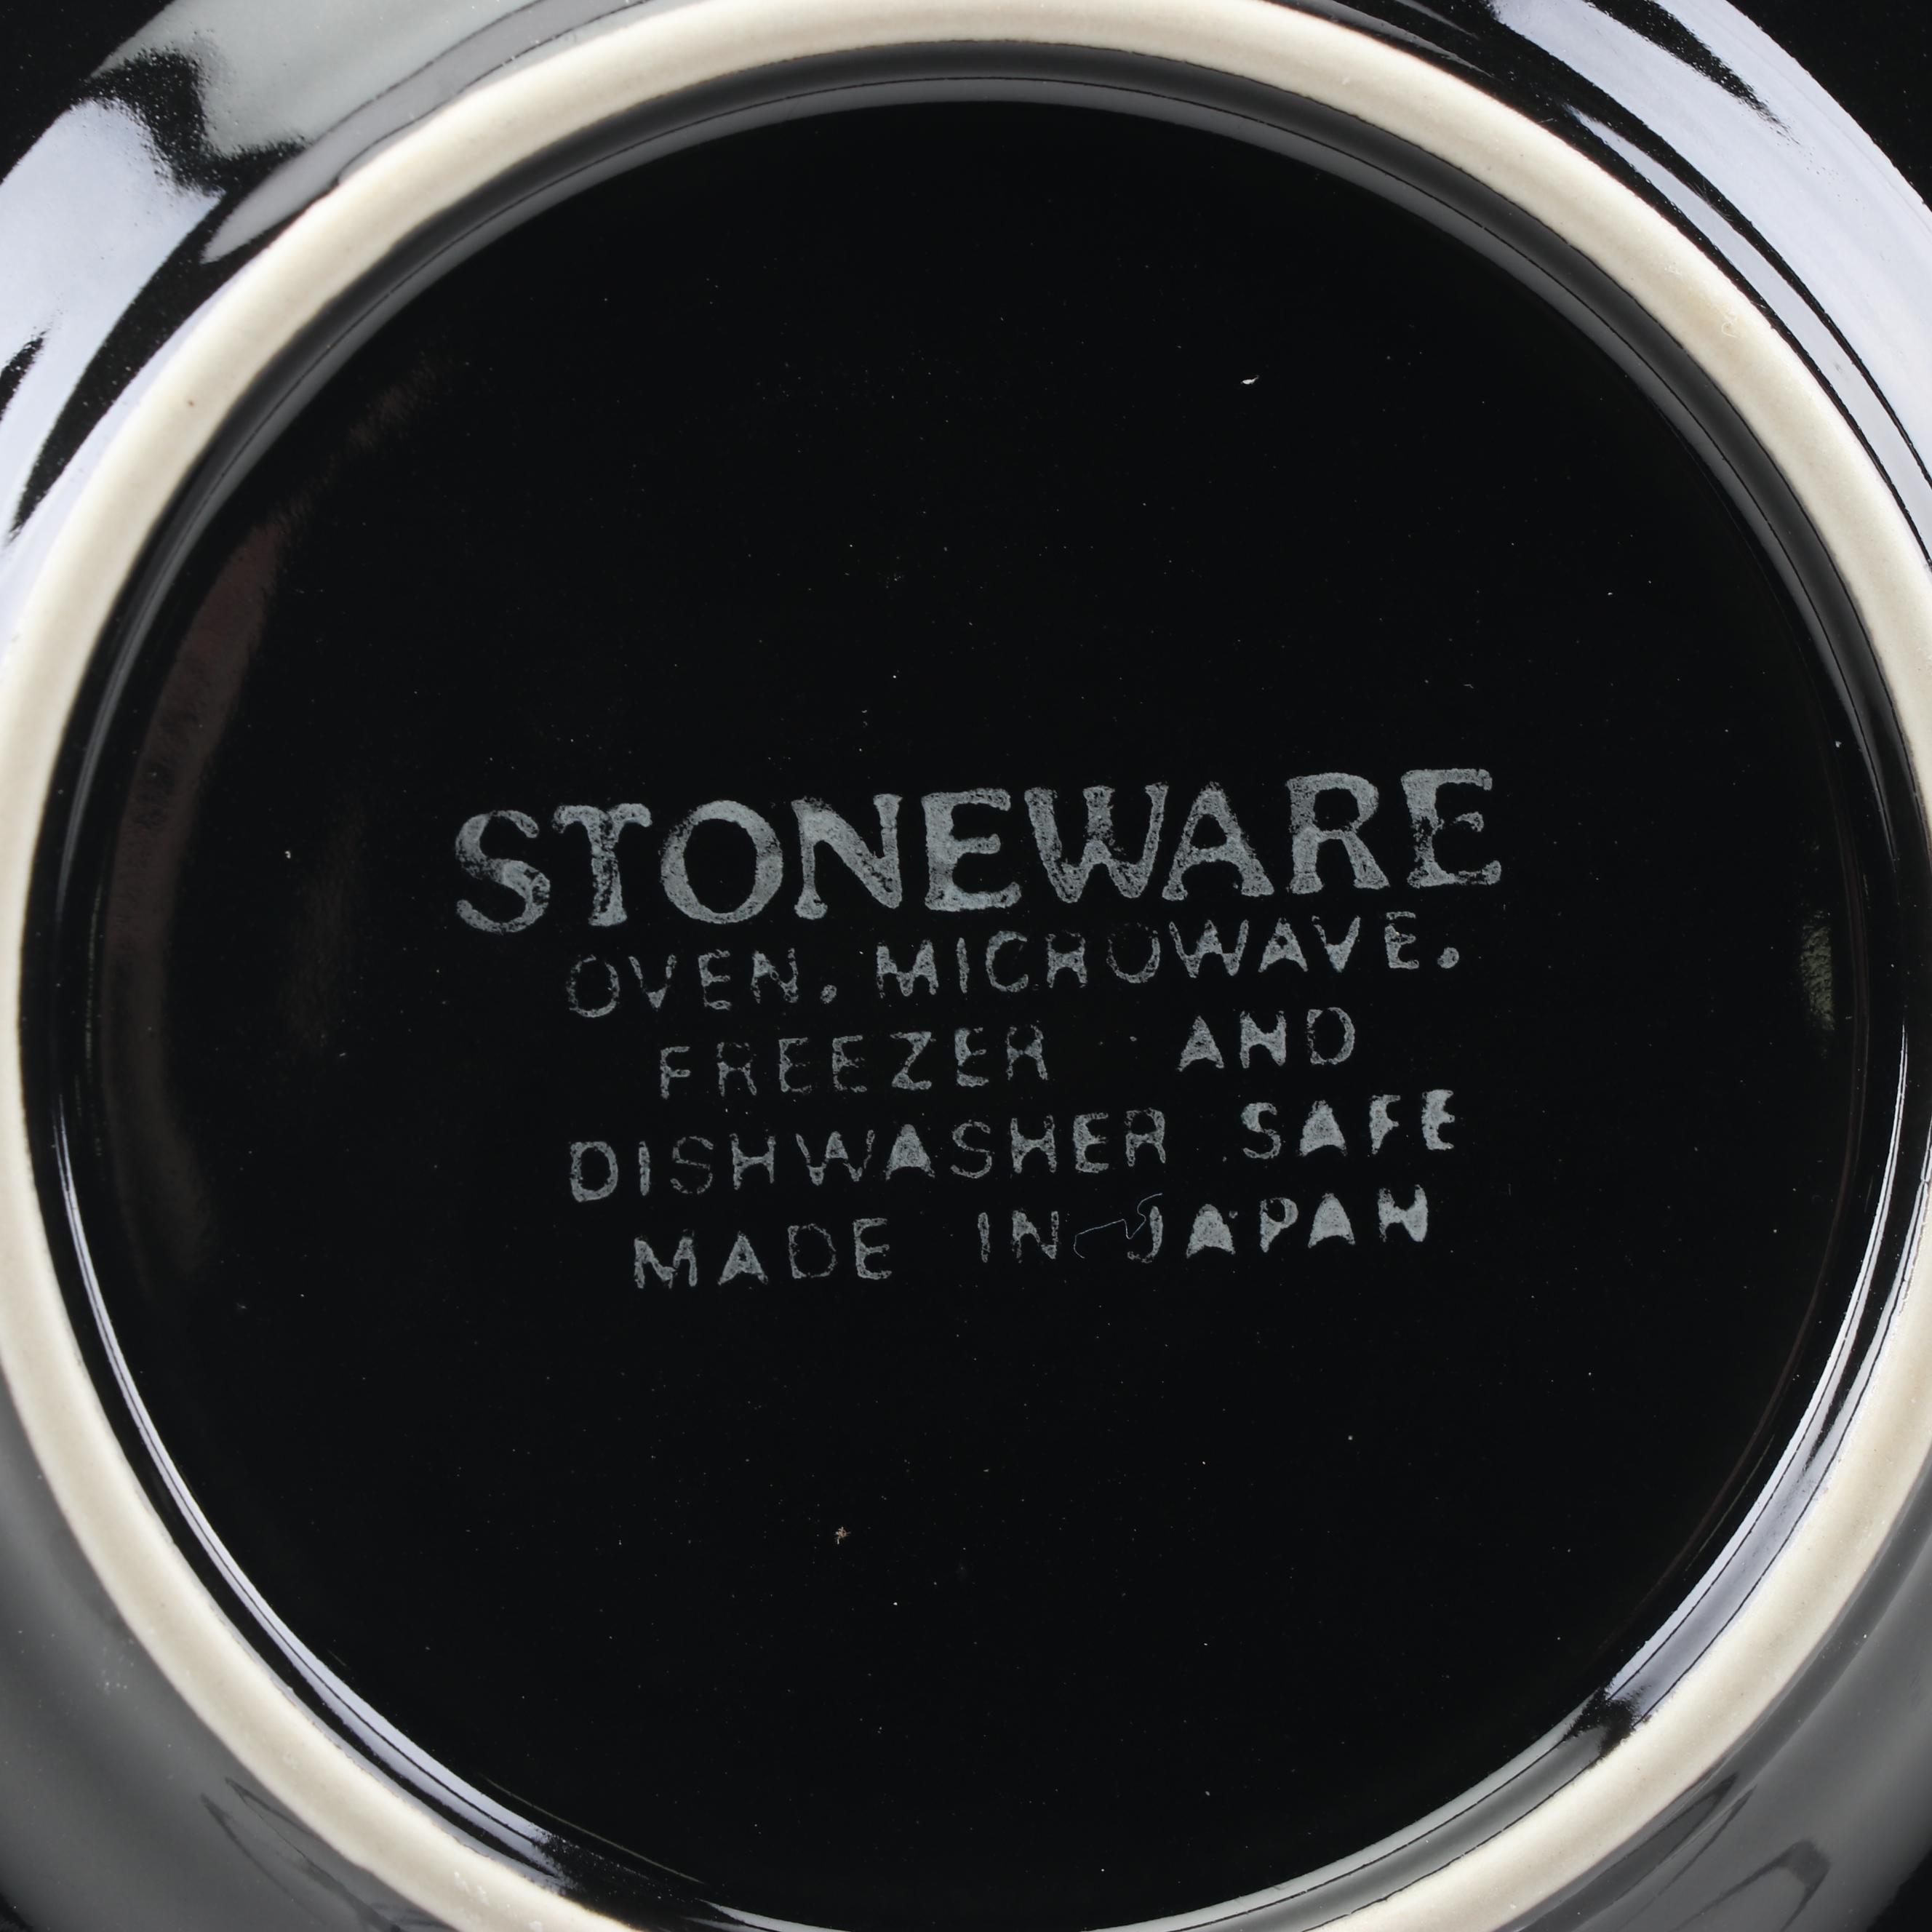 STONEWARE
OVEN. MICROWAVE.
FREEZER AND
DISHWASHER SAFE
MADE IN JAPAN